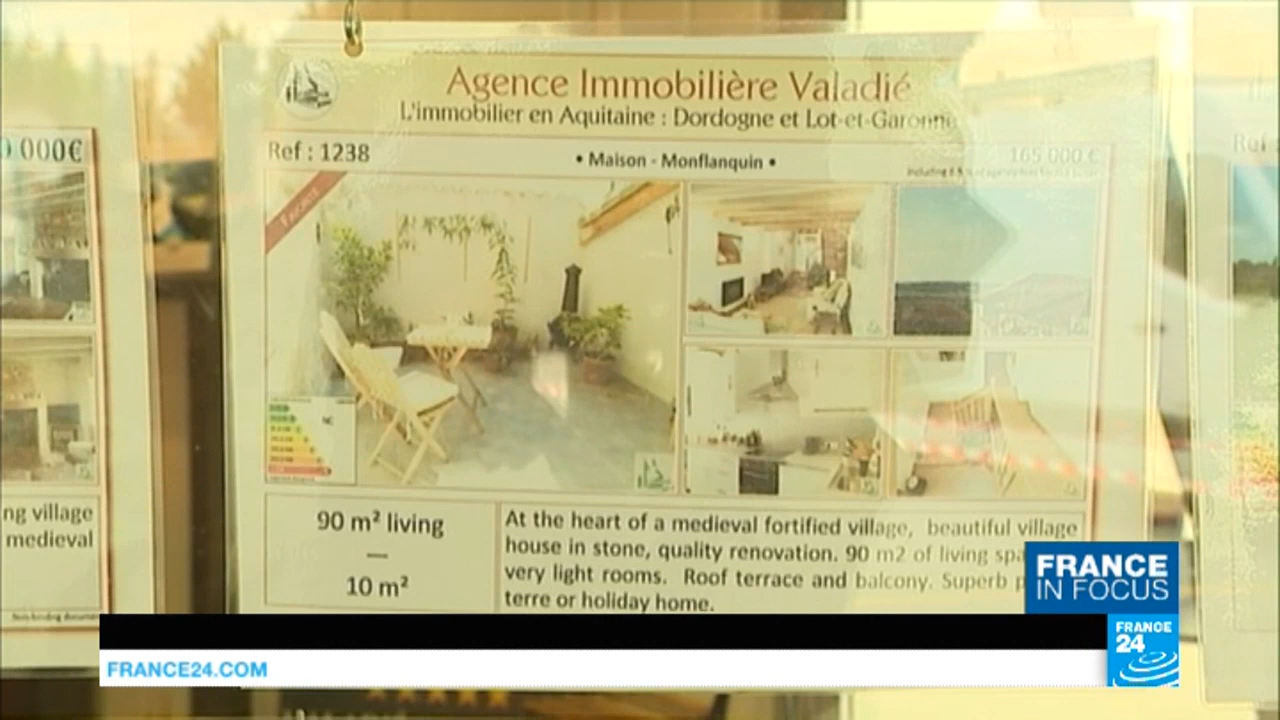 Agence Immobilière Valadié
L'immobilier en Aquitaine : Dordogne et Lot-et-Garonne
0 000€
Ref : 1238
• Maison - Monflanquin •
165 000 €
Ref
90 m² living
—
10 m²
At the heart of a medieval fortified village, beautiful village
house in stone, quality renovation. 90 m2 of living spa
very light rooms. Roof terrace and balcony. Superb p
terre or holiday home.
ng village
medieval
FRANCE
IN FOCUS
FRANCE
24
FRANCE24.COM